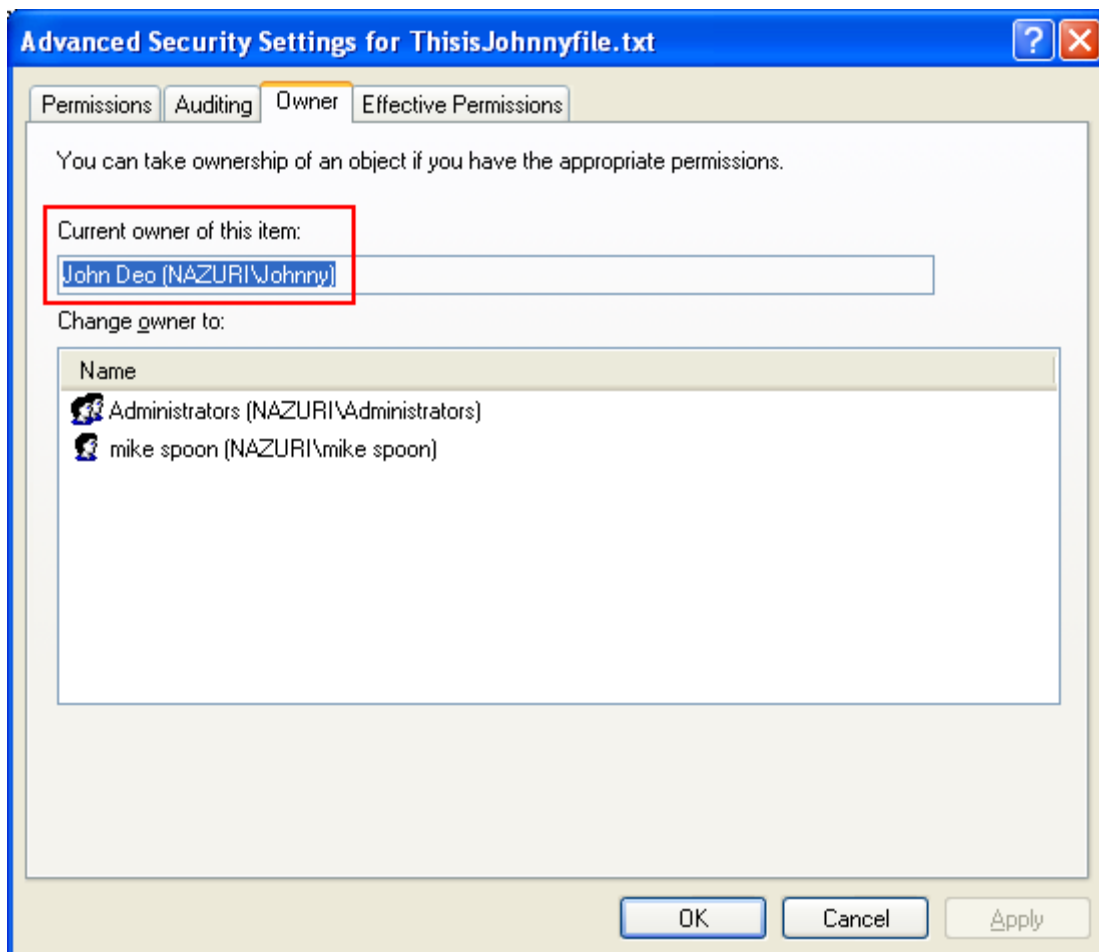 Advanced Security Settings for ThisisJohnnyfile.txt
Permissions Auditing Owner Effective Permissions
You can take ownership of an object if you have the appropriate permissions.
Current owner of this item:
John Deo (NAZURI\Johnny)
Change owner to:
Name
Administrators (NAZURI\Administrators)
mike spoon (NAZURI\mike spoon)
OK Cancel Apply